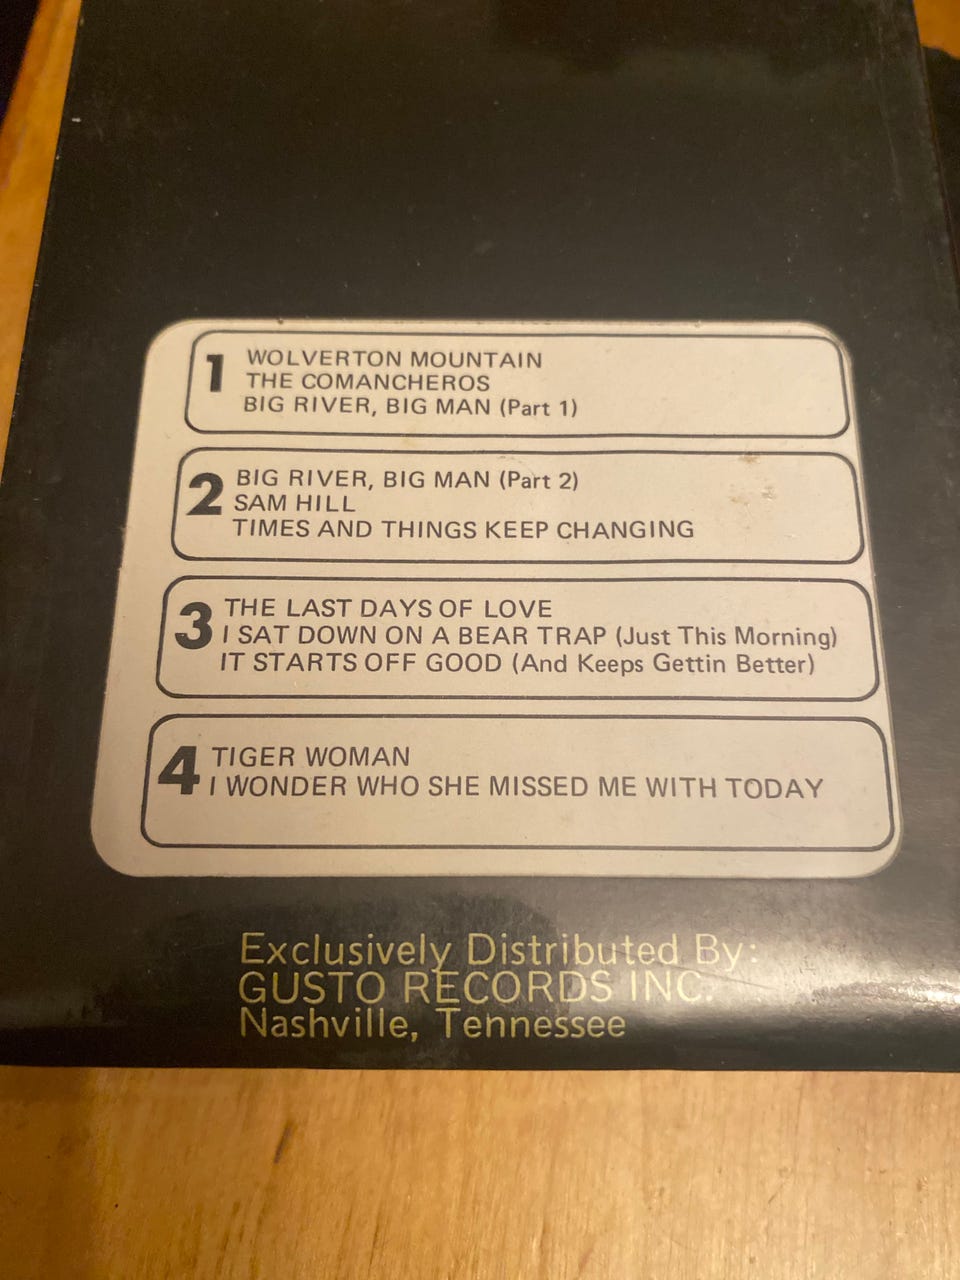 1
WOLVERTON MOUNTAIN
THE COMANCHEROS
BIG RIVER, BIG MAN (Part 1)
2
BIG RIVER, BIG MAN (Part 2)
SAM HILL
TIMES AND THINGS KEEP CHANGING
3
THE LAST DAYS OF LOVE
I SAT DOWN ON A BEAR TRAP (Just This Morning)
IT STARTS OFF GOOD (And Keeps Gettin Better)
4
TIGER WOMAN
I WONDER WHO SHE MISSED ME WITH TODAY
Exclusively Distributed By:
GUSTO RECORDS INC.
Nashville, Tennessee